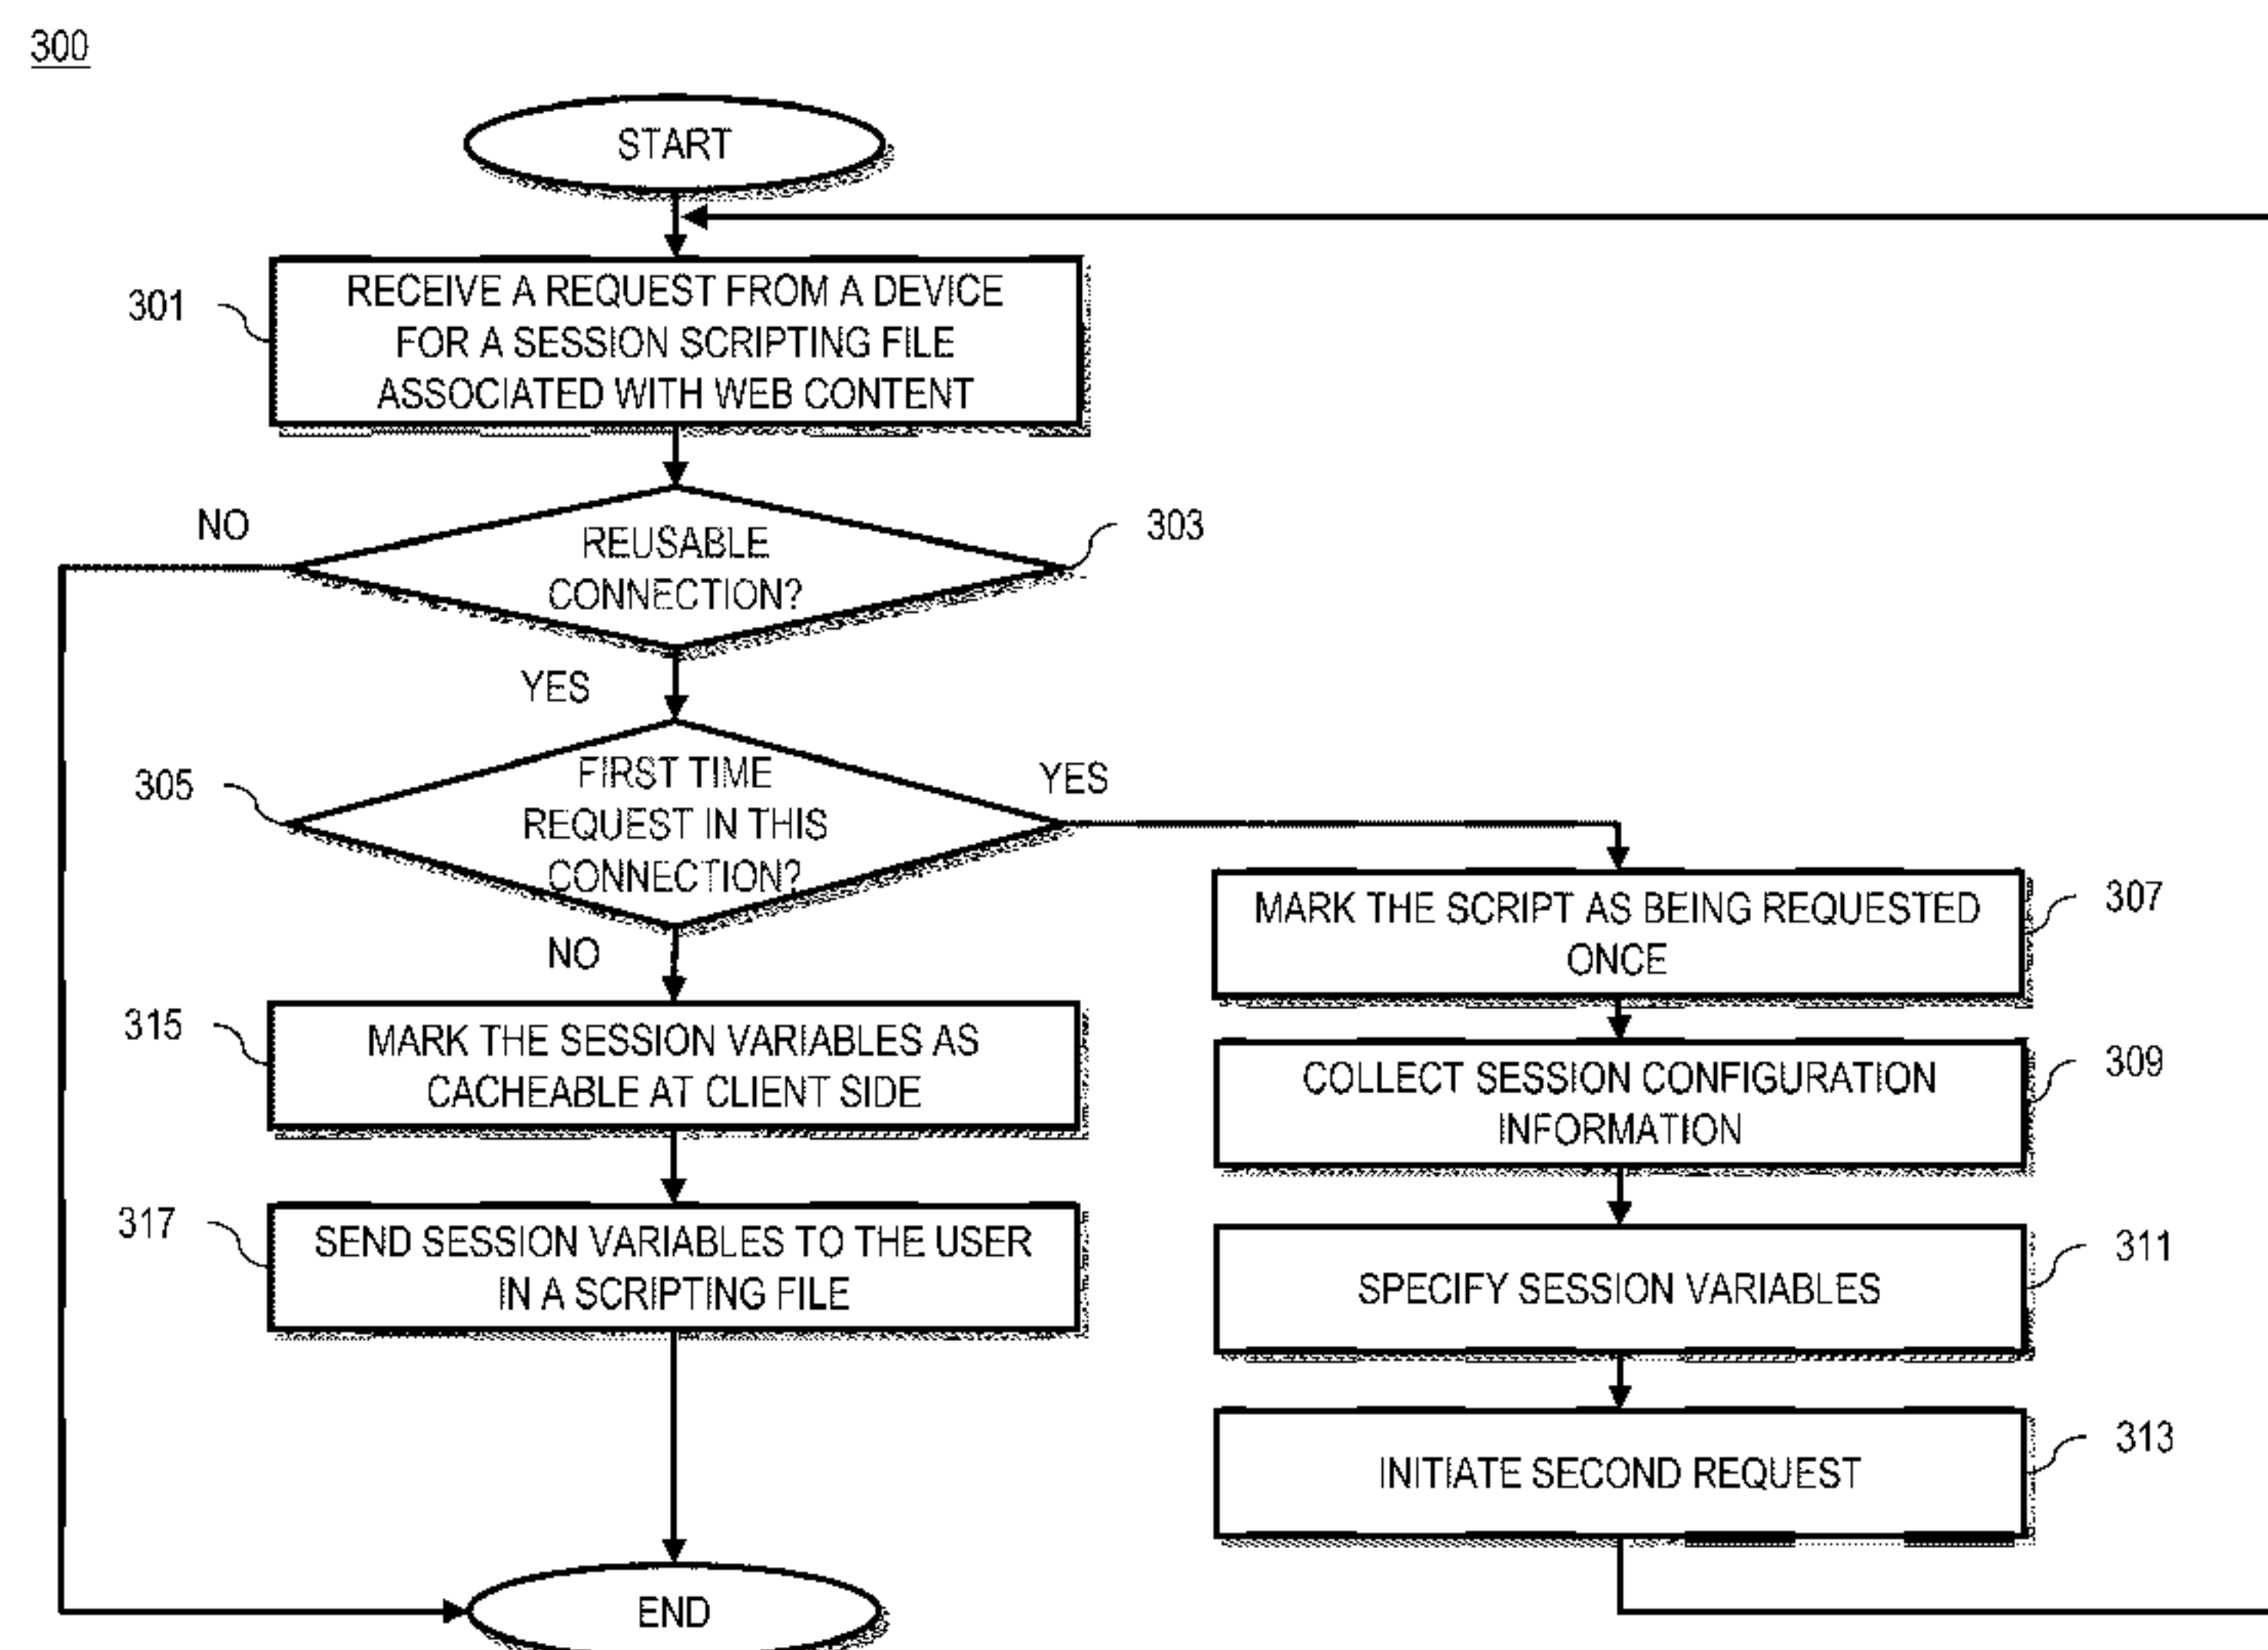 300
START
301
RECEIVE A REQUEST FROM A DEVICE
FOR A SESSION SCRIPTING FILE
ASSOCIATED WITH WEB CONTENT
NO
REUSABLE
CONNECTION?
303
YES
305
FIRST TIME
REQUEST IN THIS
CONNECTION?
YES
NO
MARK THE SCRIPT AS BEING REQUESTED
ONCE
307
315
MARK THE SESSION VARIABLES AS
CACHEABLE AT CLIENT SIDE
COLLECT SESSION CONFIGURATION
INFORMATION
309
317
SEND SESSION VARIABLES TO THE USER
IN A SCRIPTING FILE
SPECIFY SESSION VARIABLES
311
INITIATE SECOND REQUEST
313
END